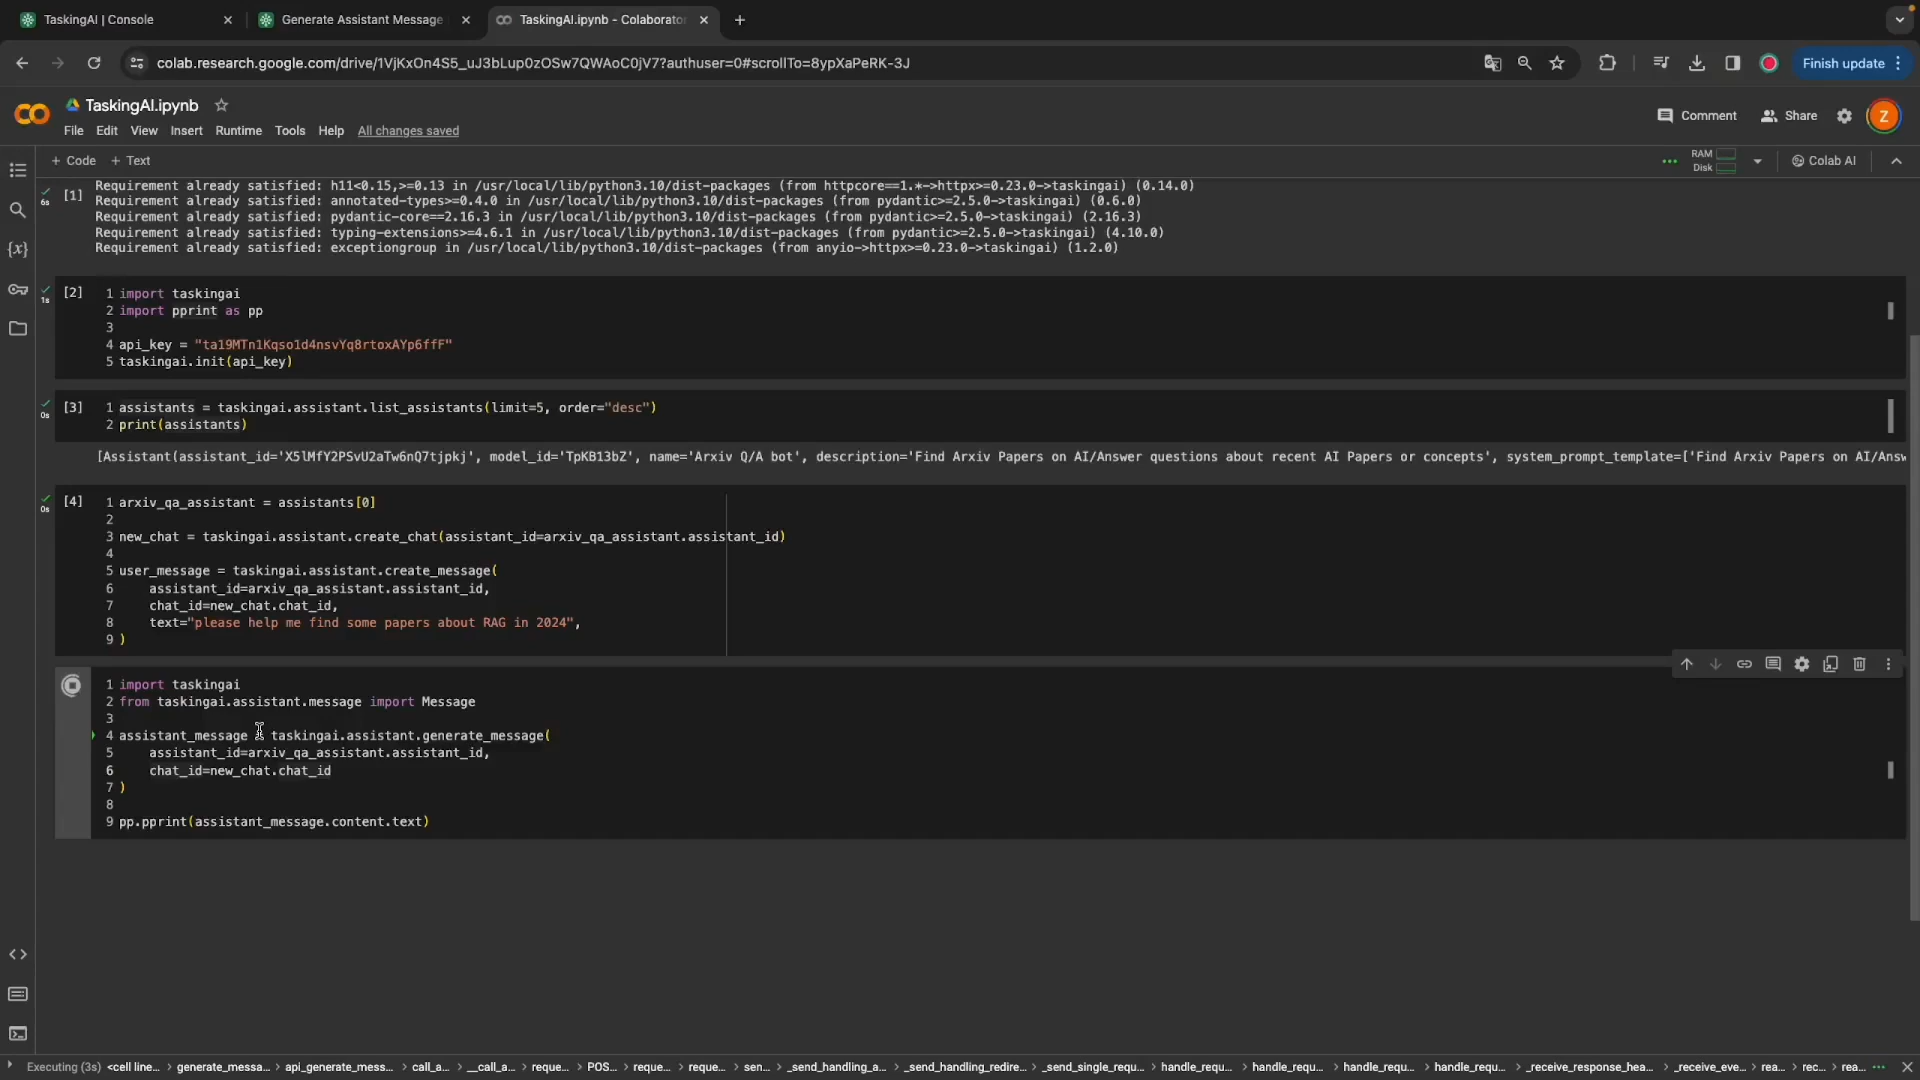 TaskingAI | Console
Generate Assistant Message
TaskingAI.ipynb - Colaborator
colab.research.google.com/drive/1VjKxOn4S5_uJ3bLup0zOSw7QWAoC0jV7?authuser=0#scrollTo=8ypXaPeRK-3J
Finish update
TaskingAI.ipynb
Comment
Share
Z
File Edit View Insert Runtime Tools Help All changes saved
+ Code + Text
RAM
Disk
Colab AI
6s
[1]
Requirement already satisfied: h11<0.15,>=0.13 in /usr/local/lib/python3.10/dist-packages (from httpcore==1.*->httpx>=0.23.0->taskingai) (0.14.0)
Requirement already satisfied: annotated-types>=0.4.0 in /usr/local/lib/python3.10/dist-packages (from pydantic>=2.5.0->taskingai) (0.6.0)
Requirement already satisfied: pydantic-core==2.16.3 in /usr/local/lib/python3.10/dist-packages (from pydantic>=2.5.0->taskingai) (2.16.3)
Requirement already satisfied: typing-extensions>=4.6.1 in /usr/local/lib/python3.10/dist-packages (from pydantic>=2.5.0->taskingai) (4.10.0)
Requirement already satisfied: exceptiongroup in /usr/local/lib/python3.10/dist-packages (from anyio->httpx>=0.23.0->taskingai) (1.2.0)
1s
[2]
1 import taskingai
2 import pprint as pp
3
4 api_key = "ta19MTn1Kqso1d4nsvYq8rtoxAYp6ffF"
5 taskingai.init(api_key)
0s
[3]
1 assistants = taskingai.assistant.list_assistants(limit=5, order="desc")
2 print(assistants)
[Assistant(assistant_id='X5lMfY2PSvU2aTw6nQ7tjpkj', model_id='TpKB13bZ', name='Arxiv Q/A bot', description='Find Arxiv Papers on AI/Answer questions about recent AI Papers or concepts', system_prompt_template=['Find Arxiv Papers on AI/Answ
0s
[4]
1 arxiv_qa_assistant = assistants[0]
2
3 new_chat = taskingai.assistant.create_chat(assistant_id=arxiv_qa_assistant.assistant_id)
4
5 user_message = taskingai.assistant.create_message(
6 assistant_id=arxiv_qa_assistant.assistant_id,
7 chat_id=new_chat.chat_id,
8 text="please help me find some papers about RAG in 2024",
9 )
1 import taskingai
2 from taskingai.assistant.message import Message
3
4 assistant_message = taskingai.assistant.generate_message(
5 assistant_id=arxiv_qa_assistant.assistant_id,
6 chat_id=new_chat.chat_id
7 )
8
9 pp.pprint(assistant_message.content.text)
Executing (3s) <cell line... > generate_messa... > api_generate_mess... > call_a... > __call_a... > reque... > POS... > reque... > reque... > sen... > _send_handling_a... > _send_handling_redire... > _send_single_requ... > handle_requ... > handle_requ... > handle_requ... > handle_requ... > _receive_response_hea... > _receive_eve... > rea... > rec... > rea...